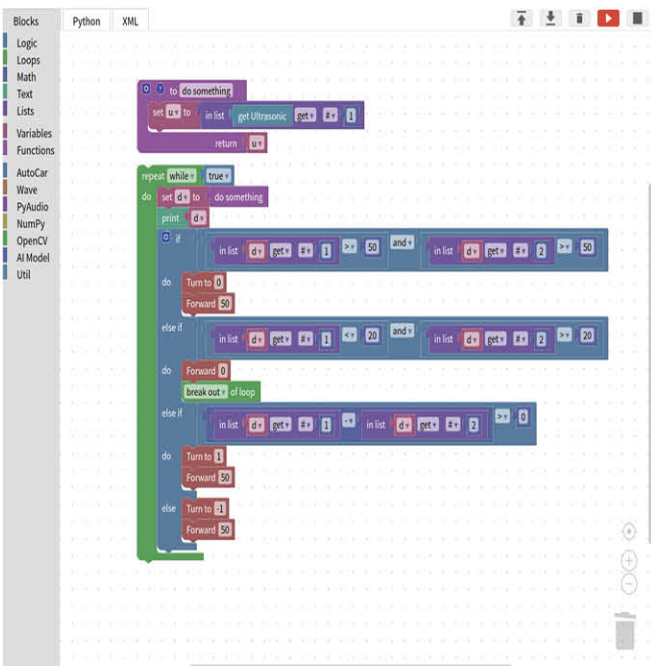 Blocks
Python XML
Logic
Loops
Math
Text
Lists
Variables
Functions
AutoCar
Wave
PyAudio
NumPy
OpenCV
AI Model
Util
to do something
set u to in list get Ultrasonic get # 1
return u
repeat while true
do set d to do something
print d
if in list d get # 1 > 50 and in list d get # 2 > 50
do Turn to 0
Forward 50
else if in list d get # 1 < 20 and in list d get # 2 > 20
do Forward 0
break out of loop
else if in list d get # 1 - in list d get # 2 > 0
do Turn to 1
Forward 50
else Turn to -1
Forward 50